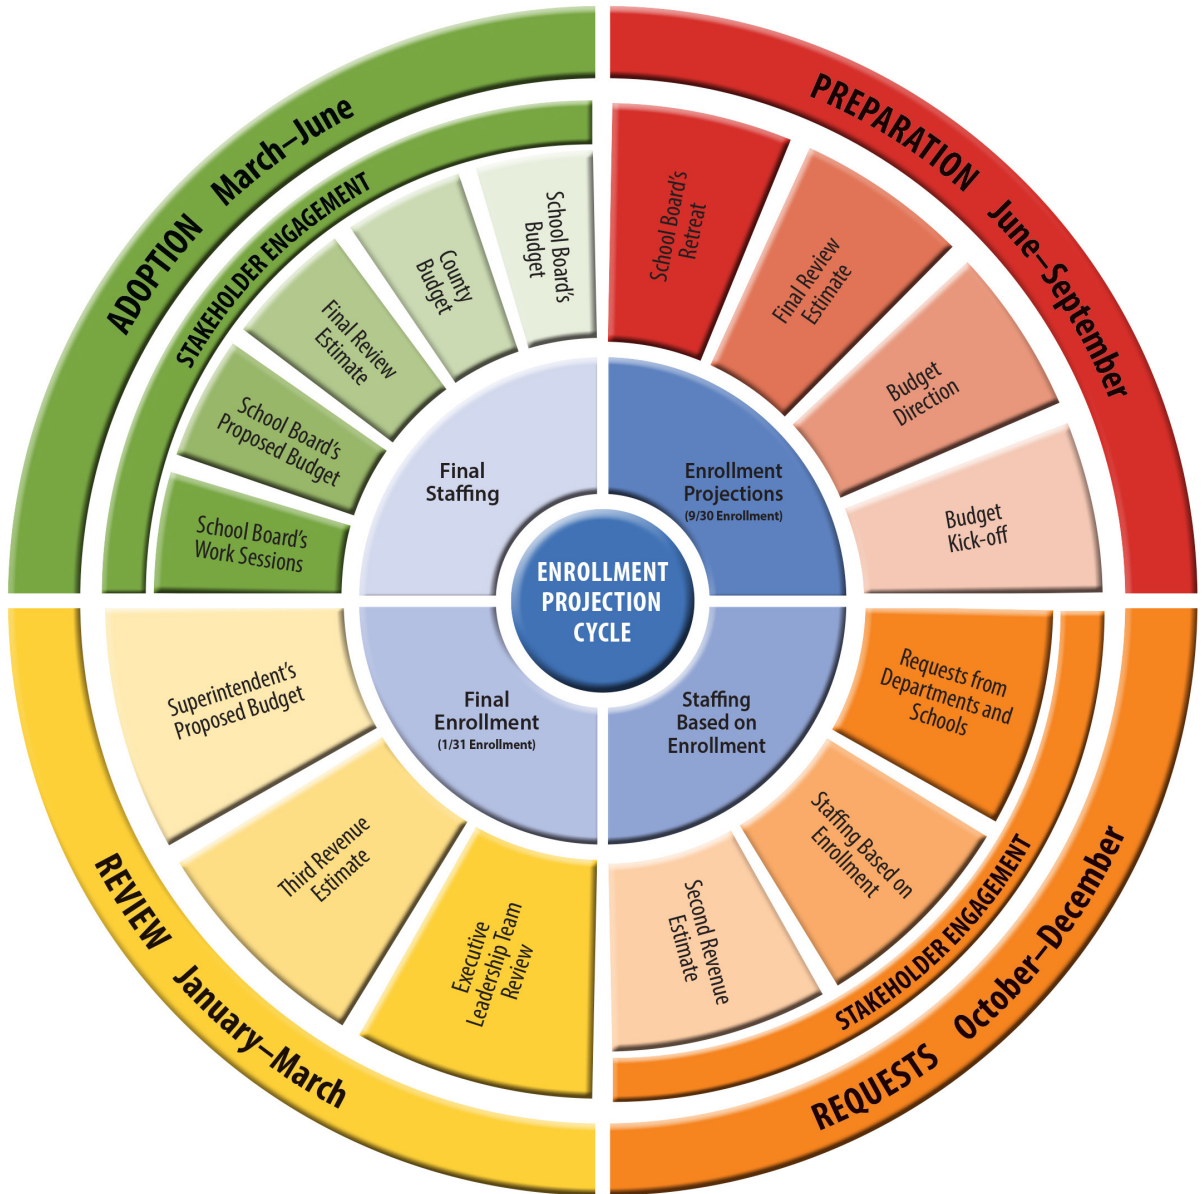 PREPARATION June–September
School Board's
Retreat
Final Review
Estimate
Budget
Direction
Budget
Kick-off
REQUESTS October–December
STAKEHOLDER ENGAGEMENT
Requests from
Departments and
Schools
Staffing Based on
Enrollment
Second Revenue
Estimate
REVIEW January–March
Executive
Leadership Team
Review
Third Revenue
Estimate
Superintendent's
Proposed Budget
ADOPTION March–June
STAKEHOLDER ENGAGEMENT
School Board's
Work Sessions
School Board's
Proposed Budget
Final Review
Estimate
County
Budget
School Board's
Budget
ENROLLMENT
PROJECTION
CYCLE
Enrollment
Projections
(9/30 Enrollment)
Staffing
Based on
Enrollment
Final
Enrollment
(1/31 Enrollment)
Final
Staffing